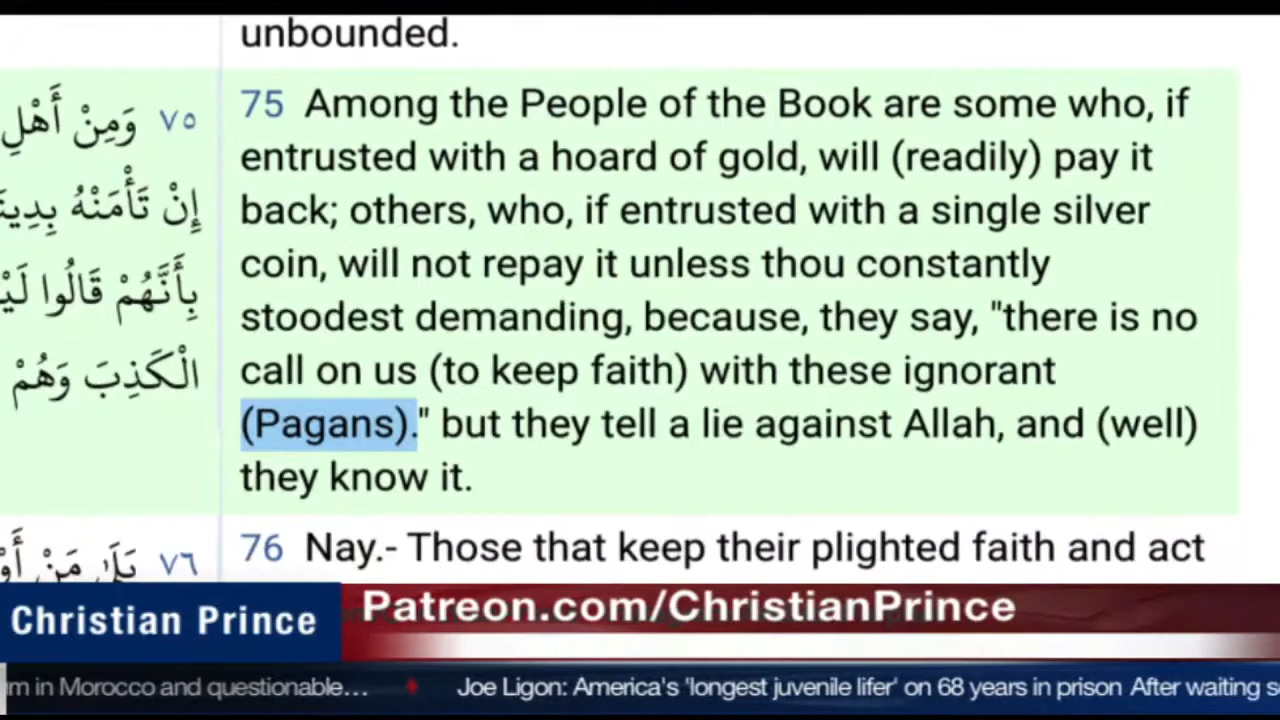 unbounded.
75 Among the People of the Book are some who, if
entrusted with a hoard of gold, will (readily) pay it
back; others, who, if entrusted with a single silver
coin, will not repay it unless thou constantly
stoodest demanding, because, they say, "there is no
call on us (to keep faith) with these ignorant
(Pagans)." but they tell a lie against Allah, and (well)
they know it.
٧٥ وَمِنْ أَهْلِ
إِنْ تَأْمَنْهُ
بِأَنَّهُمْ قَالُوا
الْكَذِبَ وَهُمْ
76 Nay.- Those that keep their plighted faith and act
٧٦ بَلَىٰ مَنْ
Christian Prince
Patreon.com/ChristianPrince
in Morocco and questionable...
Joe Ligon: America's 'longest juvenile lifer' on 68 years in prison After waiting